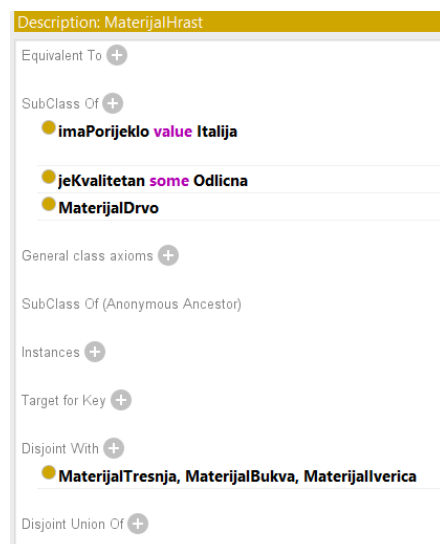 Description: MaterijalHrast
Equivalent To
SubClass Of
imaPorijeklo value Italija
jeKvalitetan some Odlicna
MaterijalDrvo
General class axioms
SubClass Of (Anonymous Ancestor)
Instances
Target for Key
Disjoint With
MaterijalTresnja, MaterijalBukva, MaterijalIverica
Disjoint Union Of